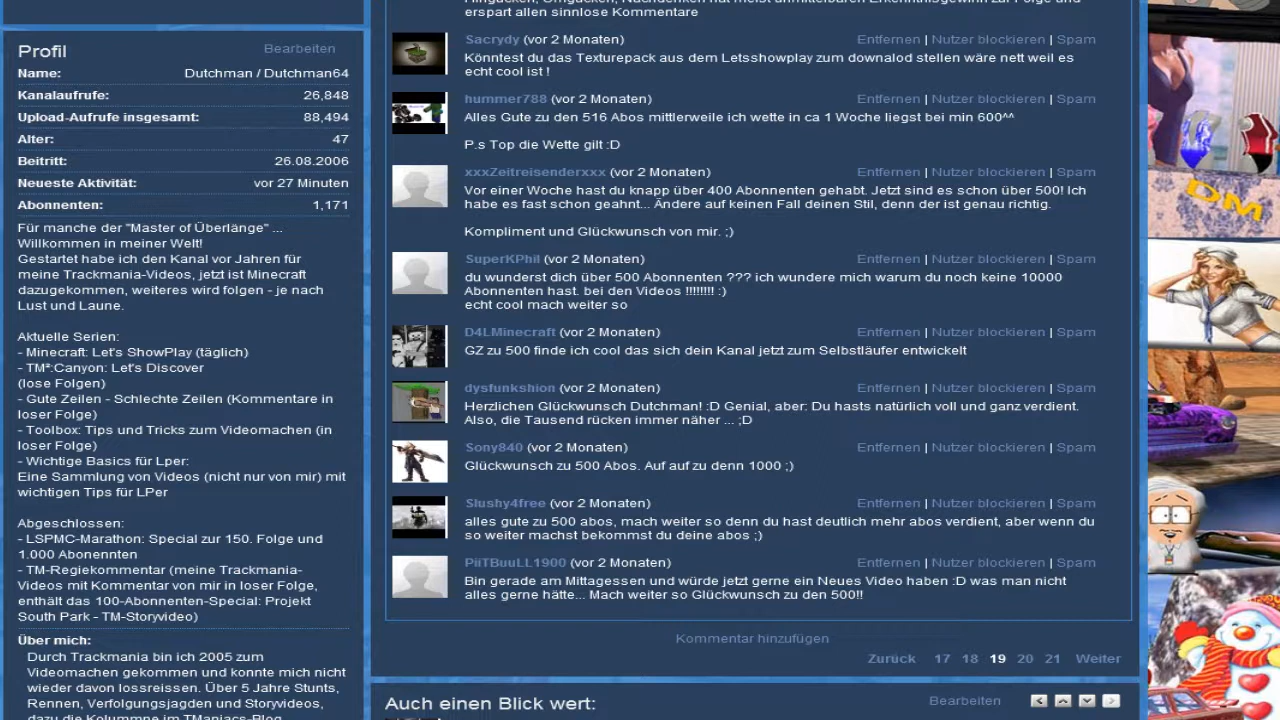 Profil
Bearbeiten
Name: Dutchman / Dutchman64
Kanalaufrufe: 26,848
Upload-Aufrufe insgesamt: 88,494
Alter: 47
Beitritt: 26.08.2006
Neueste Aktivität: vor 27 Minuten
Abonnenten: 1,171
Für manche der "Master of Überlänge" ...
Willkommen in meiner Welt!
Gestartet habe ich den Kanal vor Jahren für
meine Trackmania-Videos, jetzt ist Minecraft
dazugekommen, weiteres wird folgen - je nach
Lust und Laune.
Aktuelle Serien:
- Minecraft: Let's ShowPlay (täglich)
- TM²:Canyon: Let's Discover
(lose Folgen)
- Gute Zeilen - Schlechte Zeilen (Kommentare in
loser Folge)
- Toolbox: Tips und Tricks zum Videomachen (in
loser Folge)
- Wichtige Basics für Lper:
Eine Sammlung von Videos (nicht nur von mir) mit
wichtigen Tips für LPer
Abgeschlossen:
- LSPMC-Marathon: Special zur 150. Folge und
1.000 Abonennten
- TM-Regiekommentar (meine Trackmania-
Videos mit Kommentar von mir in loser Folge,
enthält das 100-Abonnenten-Special: Projekt
South Park - TM-Storyvideo)
Über mich:
Durch Trackmania bin ich 2005 zum
Videomachen gekommen und konnte mich nicht
wieder davon lossreissen. Über 5 Jahre Stunts,
Rennen, Verfolgungsjagden und Storyvideos,
dazu die Kolummne im TManiacs-Blog
Hingucken, Umgucken, Nachdenken hat meist unmittelbaren Erkenntnisgewinn zur Folge und
erspart allen sinnlose Kommentare
Sacrydy (vor 2 Monaten) Entfernen | Nutzer blockieren | Spam
Könntest du das Texturepack aus dem Letsshowplay zum downalod stellen wäre nett weil es
echt cool ist !
hummer788 (vor 2 Monaten) Entfernen | Nutzer blockieren | Spam
Alles Gute zu den 516 Abos mittlerweile ich wette in ca 1 Woche liegst bei min 600^^
P.s Top die Wette gilt :D
xxxZeitreisenderxxx (vor 2 Monaten) Entfernen | Nutzer blockieren | Spam
Vor einer Woche hast du knapp über 400 Abonnenten gehabt. Jetzt sind es schon über 500! Ich
habe es fast schon geahnt... Ändere auf keinen Fall deinen Stil, denn der ist genau richtig.
Kompliment und Glückwunsch von mir. ;)
SuperKPhil (vor 2 Monaten) Entfernen | Nutzer blockieren | Spam
du wunderst dich über 500 Abonnenten ??? ich wundere mich warum du noch keine 10000
Abonnenten hast. bei den Videos !!!!!!!! :)
echt cool mach weiter so
D4LMinecraft (vor 2 Monaten) Entfernen | Nutzer blockieren | Spam
GZ zu 500 finde ich cool das sich dein Kanal jetzt zum Selbstläufer entwickelt
dysfunkshion (vor 2 Monaten) Entfernen | Nutzer blockieren | Spam
Herzlichen Glückwunsch Dutchman! :D Genial, aber: Du hasts natürlich voll und ganz verdient.
Also, die Tausend rücken immer näher ... ;D
sony840 (vor 2 Monaten) Entfernen | Nutzer blockieren | Spam
Glückwunsch zu 500 Abos. Auf auf zu denn 1000 ;)
Slushy4free (vor 2 Monaten) Entfernen | Nutzer blockieren | Spam
alles gute zu 500 abos, mach weiter so denn du hast deutlich mehr abos verdient, aber wenn du
so weiter machst bekommst du deine abos ;)
PiiTBuuLL1900 (vor 2 Monaten) Entfernen | Nutzer blockieren | Spam
Bin gerade am Mittagessen und würde jetzt gerne ein Neues Video haben :D was man nicht
alles gerne hätte... Mach weiter so Glückwunsch zu den 500!!
Kommentar hinzufügen
Zurück 17 18 19 20 21 Weiter
Auch einen Blick wert:
Bearbeiten
DM